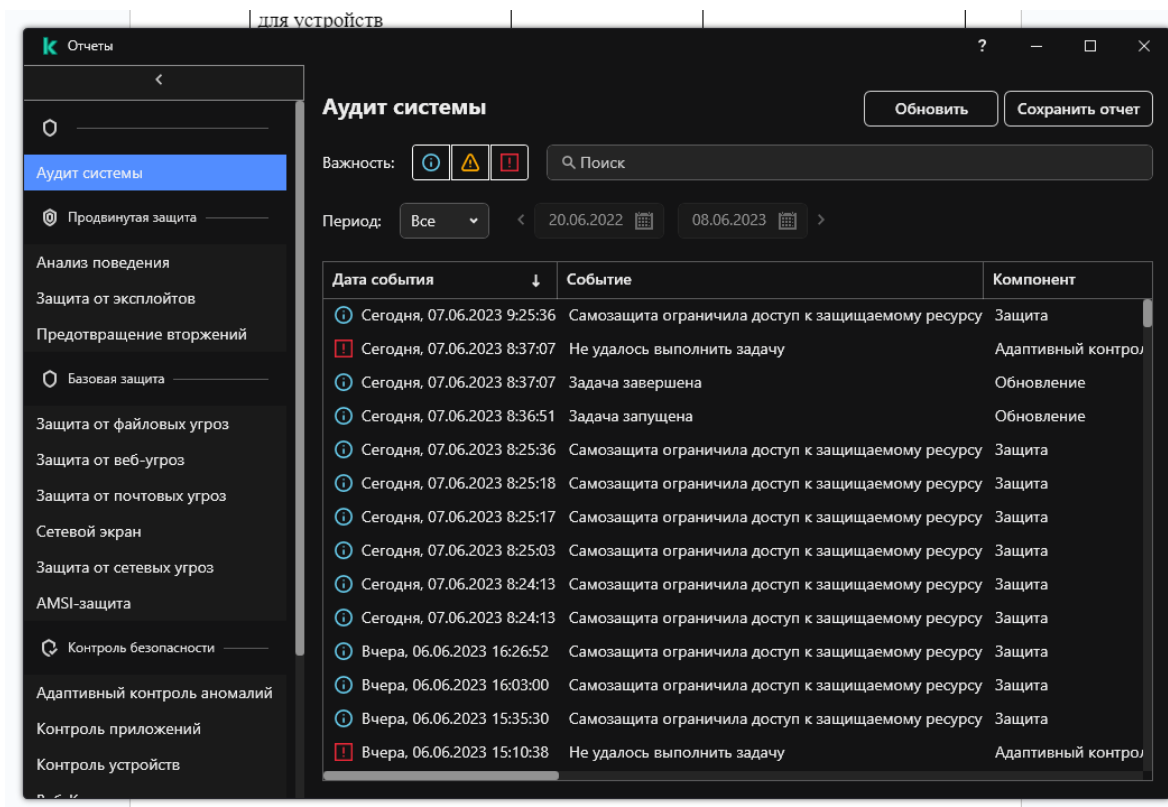 для устройств
Отчеты
?
Аудит системы
Продвинутая защита
Анализ поведения
Защита от эксплойтов
Предотвращение вторжений
Базовая защита
Защита от файловых угроз
Защита от веб-угроз
Защита от почтовых угроз
Сетевой экран
Защита от сетевых угроз
AMSI-защита
Контроль безопасности
Адаптивный контроль аномалий
Контроль приложений
Контроль устройств
Аудит системы
Обновить
Сохранить отчет
Важность:
Поиск
Период: Все 20.06.2022 08.06.2023
Дата события ↓ Событие Компонент
Сегодня, 07.06.2023 9:25:36 Самозащита ограничила доступ к защищаемому ресурсу Защита
Сегодня, 07.06.2023 8:37:07 Не удалось выполнить задачу Адаптивный контрол
Сегодня, 07.06.2023 8:37:07 Задача завершена Обновление
Сегодня, 07.06.2023 8:36:51 Задача запущена Обновление
Сегодня, 07.06.2023 8:25:36 Самозащита ограничила доступ к защищаемому ресурсу Защита
Сегодня, 07.06.2023 8:25:18 Самозащита ограничила доступ к защищаемому ресурсу Защита
Сегодня, 07.06.2023 8:25:17 Самозащита ограничила доступ к защищаемому ресурсу Защита
Сегодня, 07.06.2023 8:25:03 Самозащита ограничила доступ к защищаемому ресурсу Защита
Сегодня, 07.06.2023 8:24:13 Самозащита ограничила доступ к защищаемому ресурсу Защита
Сегодня, 07.06.2023 8:24:13 Самозащита ограничила доступ к защищаемому ресурсу Защита
Вчера, 06.06.2023 16:26:52 Самозащита ограничила доступ к защищаемому ресурсу Защита
Вчера, 06.06.2023 16:03:00 Самозащита ограничила доступ к защищаемому ресурсу Защита
Вчера, 06.06.2023 15:35:30 Самозащита ограничила доступ к защищаемому ресурсу Защита
Вчера, 06.06.2023 15:10:38 Не удалось выполнить задачу Адаптивный контрол